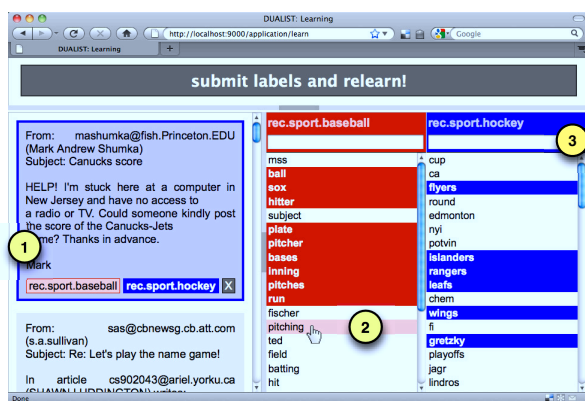 DUALIST: Learning
http://localhost:9000/application/learn
Google
DUALIST: Learning
+
submit labels and relearn!
From: mashumka@fish.Princeton.EDU
(Mark Andrew Shumka)
Subject: Canucks score
HELP! I'm stuck here at a computer in
New Jersey and have no access to
a radio or TV. Could someone kindly post
the score of the Canucks-Jets
me? Thanks in advance.
Mark
rec.sport.baseball rec.sport.hockey X
1
From: sas@cbnewsg.cb.att.com
(s.a.sullivan)
Subject: Re: Let's play the name game!
In article cs902043@ariel.yorku.ca
rec.sport.baseball
mss
ball
sox
hitter
subject
plate
pitcher
bases
inning
pitches
run
fischer
pitching
ted
field
batting
hit
2
rec.sport.hockey
3
cup
ca
flyers
round
edmonton
nyi
potvin
islanders
rangers
leafs
chem
wings
fi
gretzky
playoffs
jagr
lindros
Done